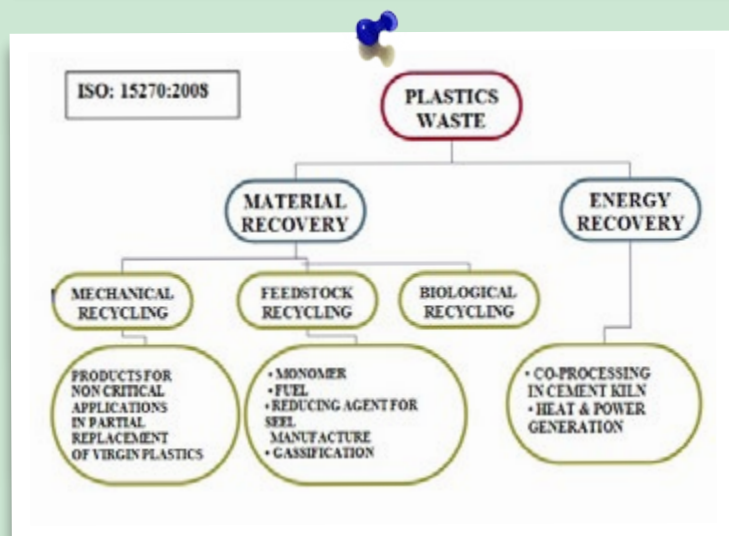 ISO: 15270:2008
PLASTICS
WASTE
MATERIAL
RECOVERY
ENERGY
RECOVERY
MECHANICAL
RECYCLING
FEEDSTOCK
RECYCLING
BIOLOGICAL
RECYCLING
PRODUCTS FOR
NON CRITICAL
APPLICATIONS
IN PARTIAL
REPLACEMENT
OF VIRGIN PLASTICS
• MONOMER
• FUEL
• REDUCING AGENT FOR
SEEL
MANUFACTURE
• GASSIFICATION
• CO-PROCESSING
IN CEMENT KILN
• HEAT & POWER
GENERATION